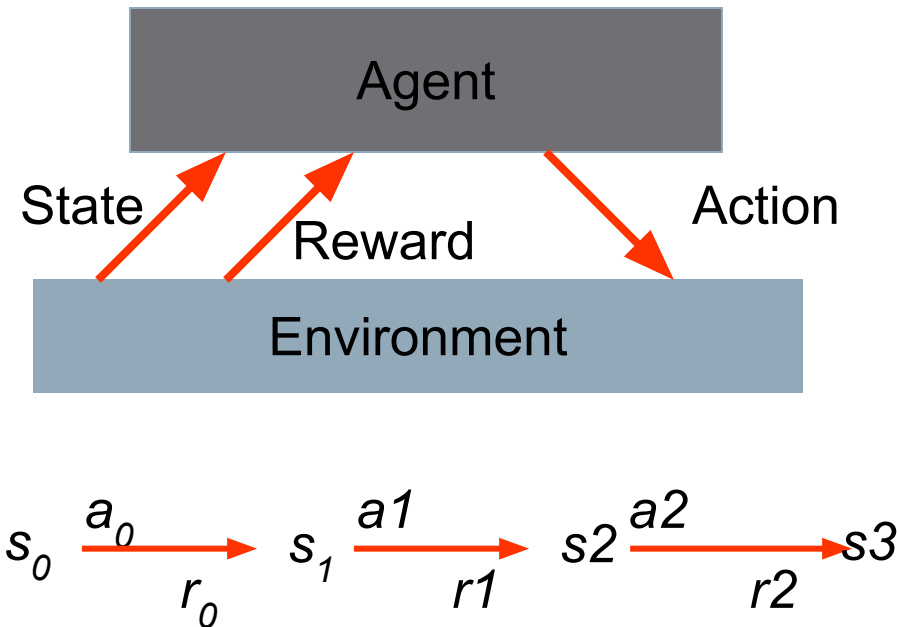 Agent
State
Reward
Action
Environment
s₀ a₀ r₀ s₁ a1 r1 s2 a2 r2 s3